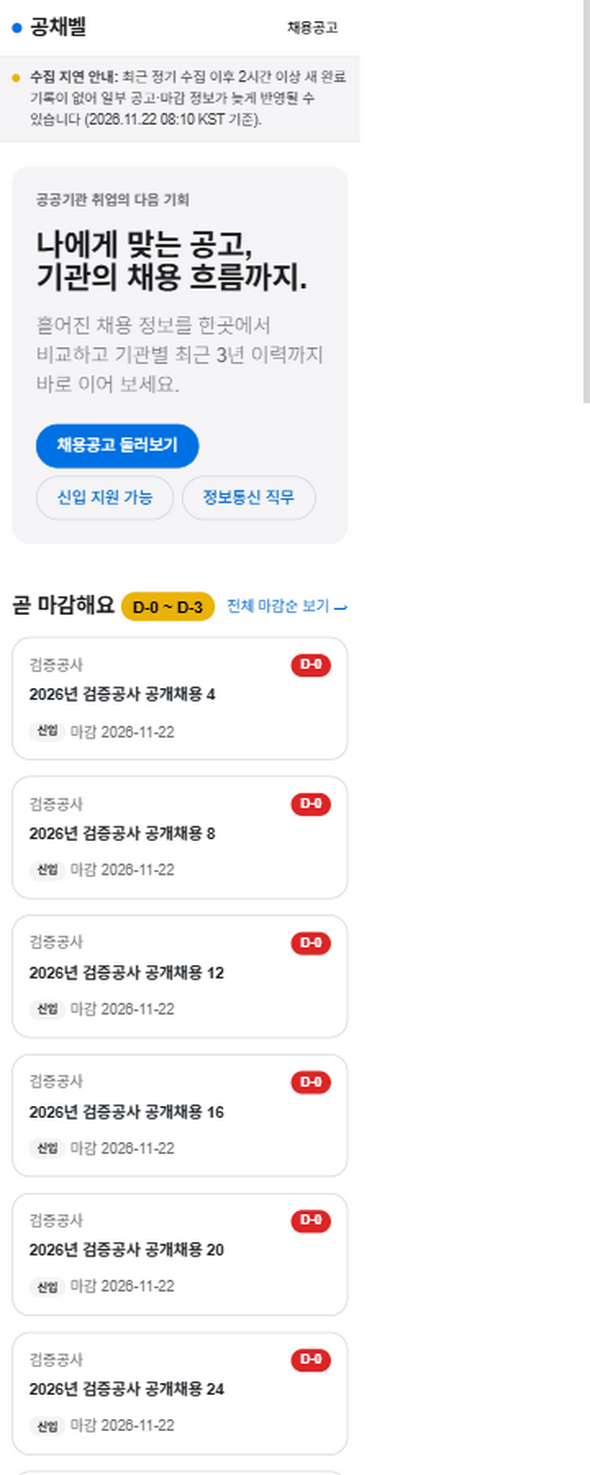 공채벨
채용공고
수집 지연 안내: 최근 정기 수집 이후 2시간 이상 새 완료
기록이 없어 일부 공고·마감 정보가 늦게 반영될 수
있습니다 (2026.11.22 08:10 KST 기준).
공공기관 취업의 다음 기회
나에게 맞는 공고,
기관의 채용 흐름까지.
흩어진 채용 정보를 한곳에서
비교하고 기관별 최근 3년 이력까지
바로 이어 보세요.
채용공고 둘러보기
신입 지원 가능
정보통신 직무
곧 마감해요 D-0 ~ D-3 전체 마감순 보기 →
검증공사 D-0
2026년 검증공사 공개채용 4
신입 마감 2026-11-22
검증공사 D-0
2026년 검증공사 공개채용 8
신입 마감 2026-11-22
검증공사 D-0
2026년 검증공사 공개채용 12
신입 마감 2026-11-22
검증공사 D-0
2026년 검증공사 공개채용 16
신입 마감 2026-11-22
검증공사 D-0
2026년 검증공사 공개채용 20
신입 마감 2026-11-22
검증공사 D-0
2026년 검증공사 공개채용 24
신입 마감 2026-11-22